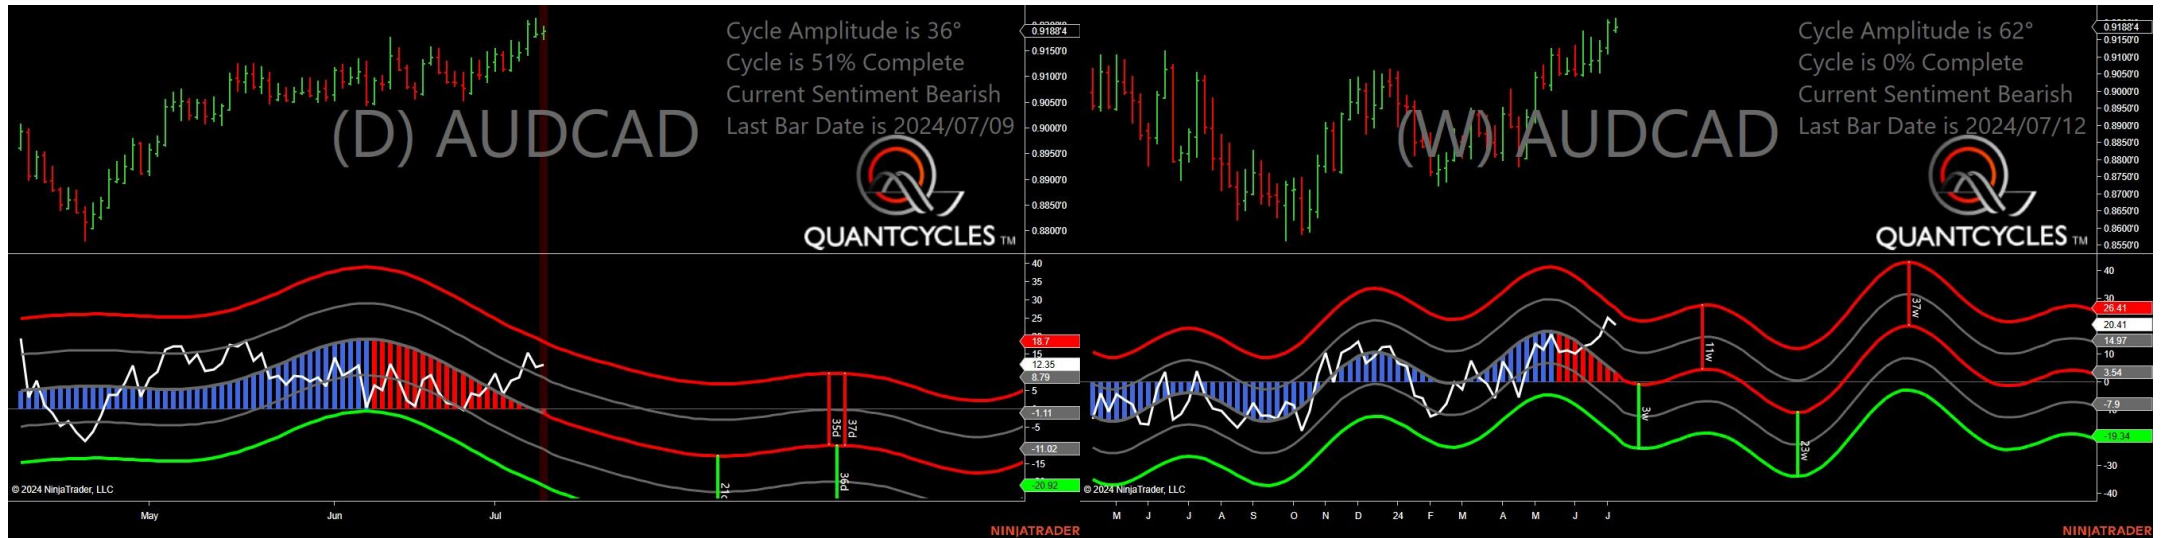 Cycle Amplitude is 36°
Cycle is 51% Complete
Current Sentiment Bearish
Last Bar Date is 2024/07/09
(D) AUDCAD
QUANTCYCLES TM
0.9188'4
0.9150'0
0.9100'0
0.9050'0
0.9000'0
0.8950'0
0.8900'0
0.8850'0
0.8800'0
40
35
30
25
18.7
15
12.35
8.79
5
-1.11
-5
-11.02
-15
-20.92
35d
37d
21d
36d
© 2024 NinjaTrader, LLC
May
Jun
Jul
NINJATRADER
Cycle Amplitude is 62°
Cycle is 0% Complete
Current Sentiment Bearish
Last Bar Date is 2024/07/12
(W) AUDCAD
QUANTCYCLES TM
0.9188'4
0.9150'0
0.9100'0
0.9050'0
0.9000'0
0.8950'0
0.8900'0
0.8850'0
0.8800'0
0.8700'0
0.8650'0
0.8600'0
0.8550'0
40
30
26.41
20.41
14.97
10
3.54
0
-7.9
-19.34
-30
-40
11w
37w
3w
23w
© 2024 NinjaTrader, LLC
M J J A S O N D 24 F M A M J J
NINJATRADER